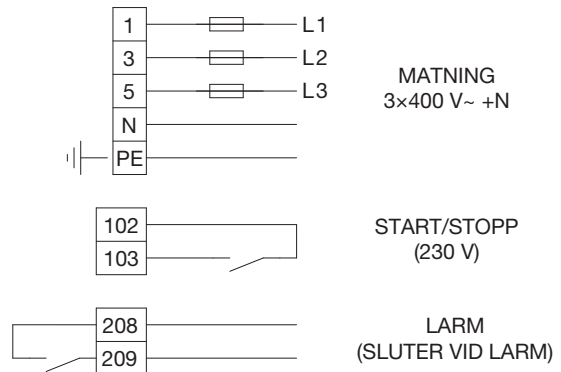 1 L1
3 L2
5 L3
N
PE
MATNING
3×400 V~ +N
102
103
START/STOPP
(230 V)
208
209
LARM
(SLUTER VID LARM)